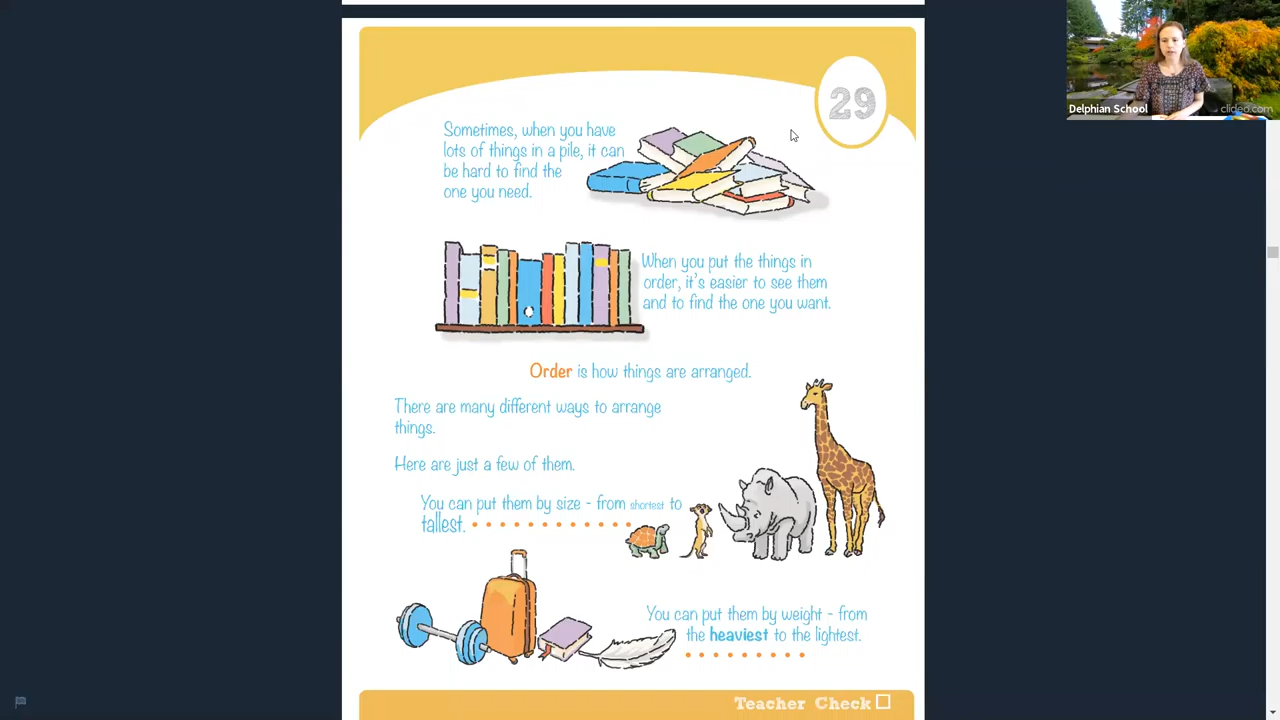 29
Sometimes, when you have
lots of things in a pile, it can
be hard to find the
one you need.
When you put the things in
order, it's easier to see them
and to find the one you want.
Order is how things are arranged.
There are many different ways to arrange
things.
Here are just a few of them.
You can put them by size - from shortest to
tallest.
You can put them by weight - from
the heaviest to the lightest.
Teacher Check
Delphian School
clideo.com